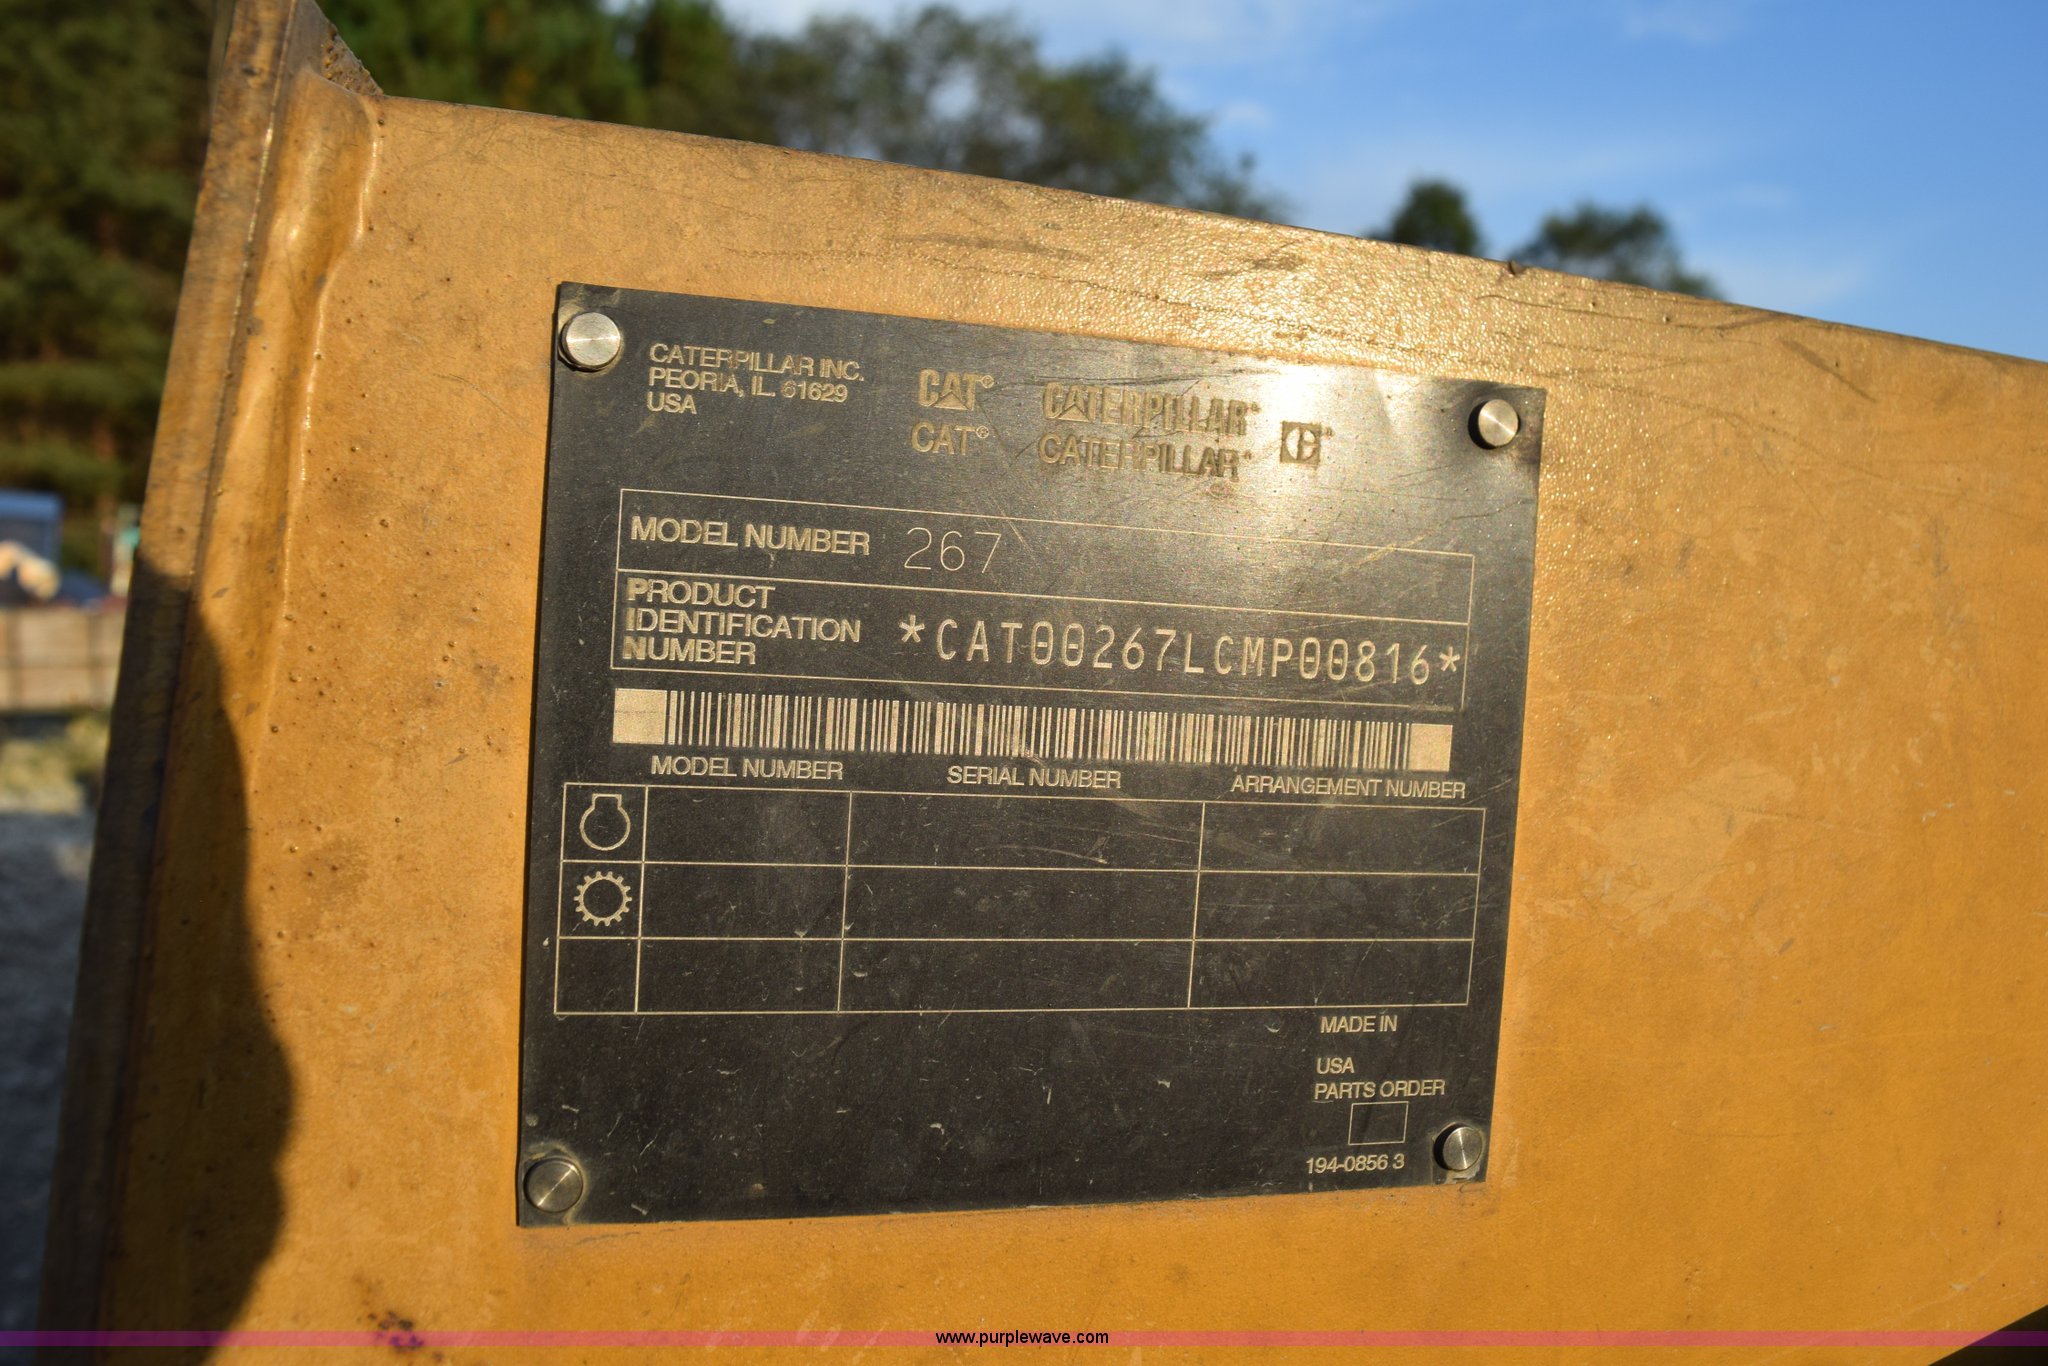 CATERPILLAR INC.
PEORIA, IL. 61629
USA
CAT® CATERPILLAR®
CAT® CATERPILLAR® C
MODEL NUMBER 267
PRODUCT
IDENTIFICATION
NUMBER
*CAT00267LCMP00816*
MODEL NUMBER SERIAL NUMBER ARRANGEMENT NUMBER
MADE IN
USA
PARTS ORDER
194-0856 3
www.purplewave.com